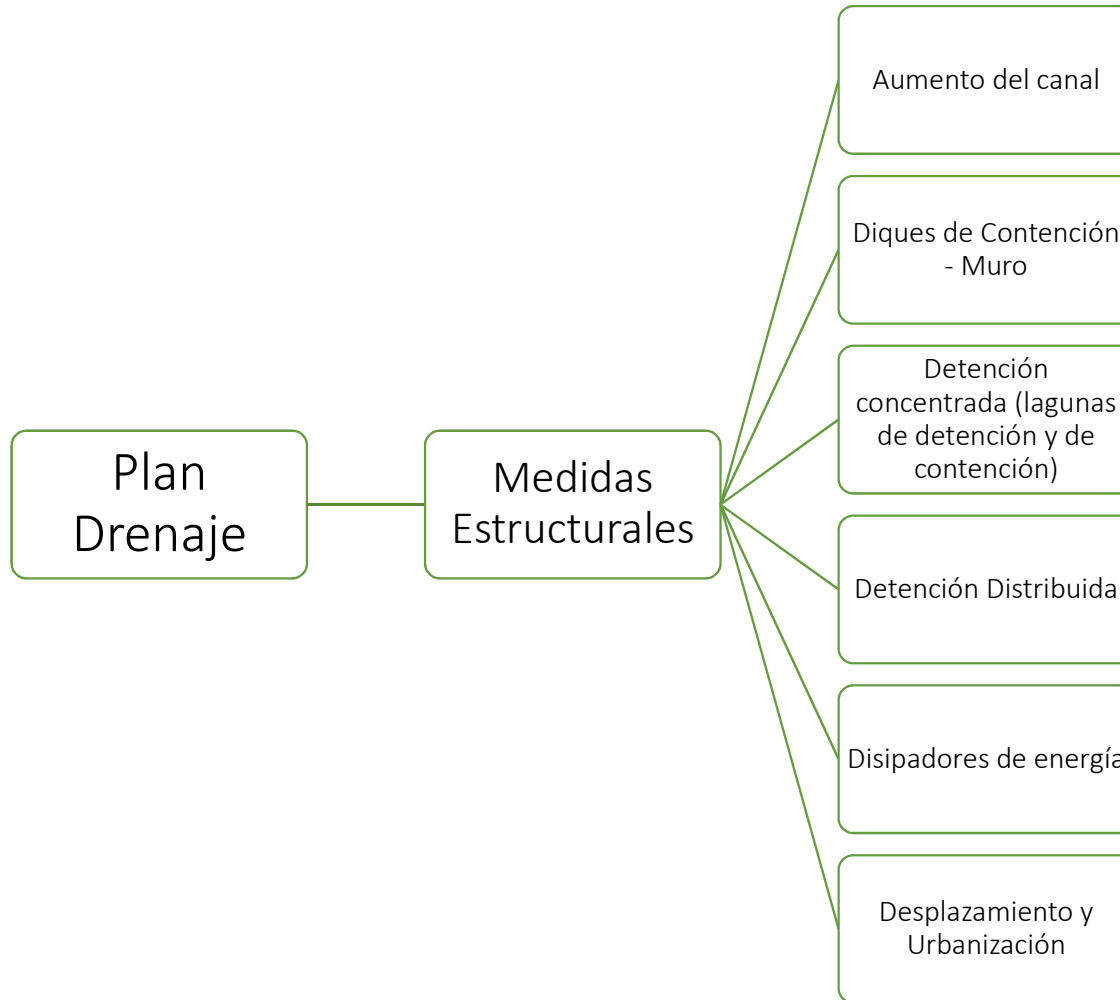 Plan
Drenaje
Medidas
Estructurales
Aumento del canal
Diques de Contención
- Muro
Detención
concentrada (lagunas
de detención y de
contención)
Detención Distribuida
Disipadores de energía
Desplazamiento y
Urbanización